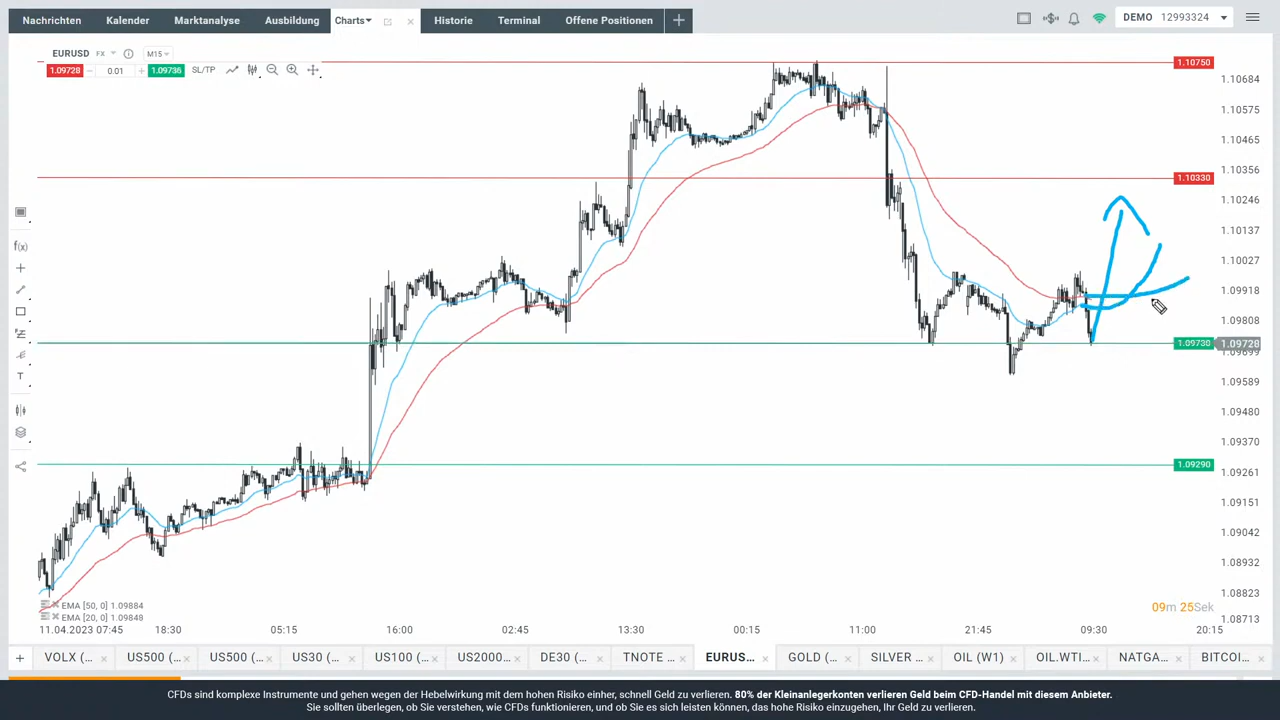 Nachrichten Kalender Marktanalyse Ausbildung Charts Historie Terminal Offene Positionen
DEMO 12993324
EURUSD FX M15
1.09728 0.01 1.09736 SL/TP
1.10750
1.10684
1.10575
1.10465
1.10356
1.10330
1.10246
1.10137
1.10027
1.09918
1.09808
1.09730 1.09728
1.09699
1.09589
1.09480
1.09370
1.09290
1.09261
1.09151
1.09042
1.08932
1.08823
1.08713
f(x)
T
EMA [50, 0] 1.09884
EMA [20, 0] 1.09848
09m 25Sek
11.04.2023 07:45 18:30 05:15 16:00 02:45 13:30 00:15 11:00 21:45 09:30 20:15
VOLX (... US500 (... US500 (... US30 (... US100 (... US2000... DE30 (... TNOTE ... EURUS... GOLD (... SILVER ... OIL (W1) OIL.WTI... NATGA... BITCOI...
CFDs sind komplexe Instrumente und gehen wegen der Hebelwirkung mit dem hohen Risiko einher, schnell Geld zu verlieren. 80% der Kleinanlegerkonten verlieren Geld beim CFD-Handel mit diesem Anbieter.
Sie sollten überlegen, ob Sie verstehen, wie CFDs funktionieren, und ob Sie es sich leisten können, das hohe Risiko einzugehen, Ihr Geld zu verlieren.